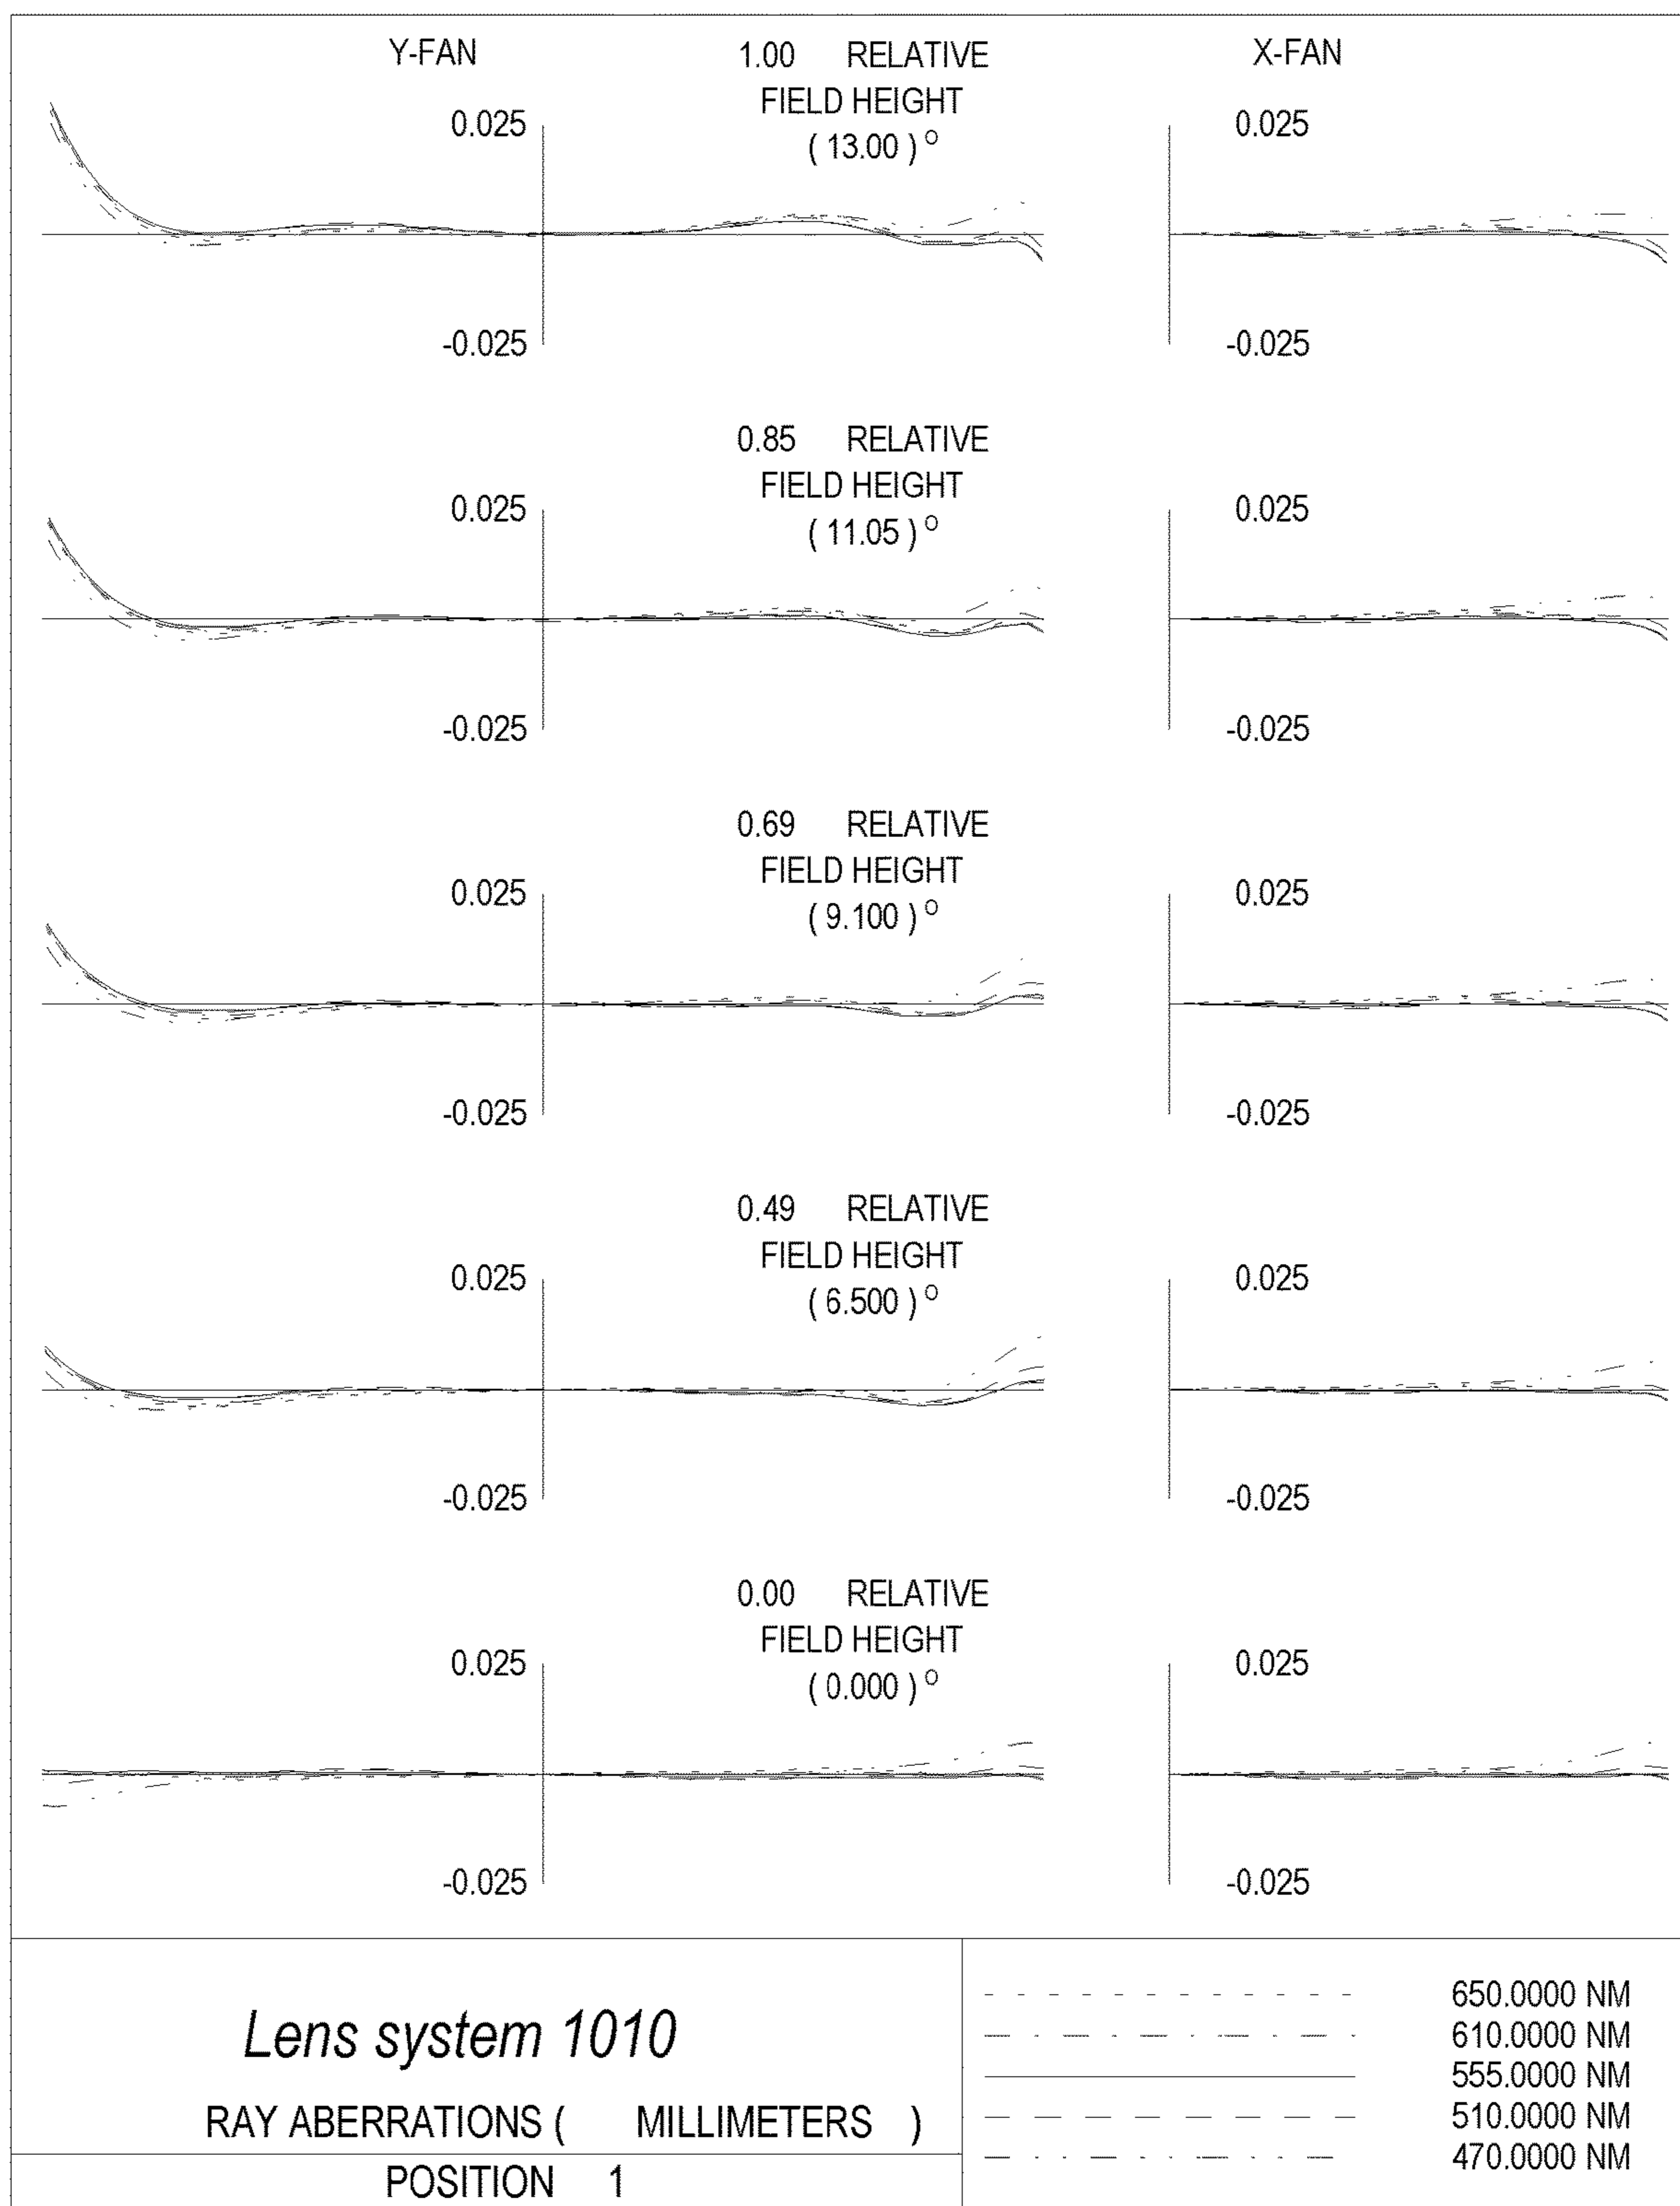 Y-FAN 1.00 RELATIVE X-FAN
FIELD HEIGHT
0.025 ( 13.00 ) O 0.025
-0.025 -0.025
0.85 RELATIVE
FIELD HEIGHT
0.025 ( 11.05 ) O 0.025
-0.025 -0.025
0.69 RELATIVE
FIELD HEIGHT
0.025 ( 9.100 ) O 0.025
-0.025 -0.025
0.49 RELATIVE
FIELD HEIGHT
0.025 ( 6.500 ) O 0.025
-0.025 -0.025
0.00 RELATIVE
FIELD HEIGHT
0.025 ( 0.000 ) O 0.025
-0.025 -0.025
Lens system 1010
RAY ABERRATIONS ( MILLIMETERS )
POSITION 1
650.0000 NM
610.0000 NM
555.0000 NM
510.0000 NM
470.0000 NM